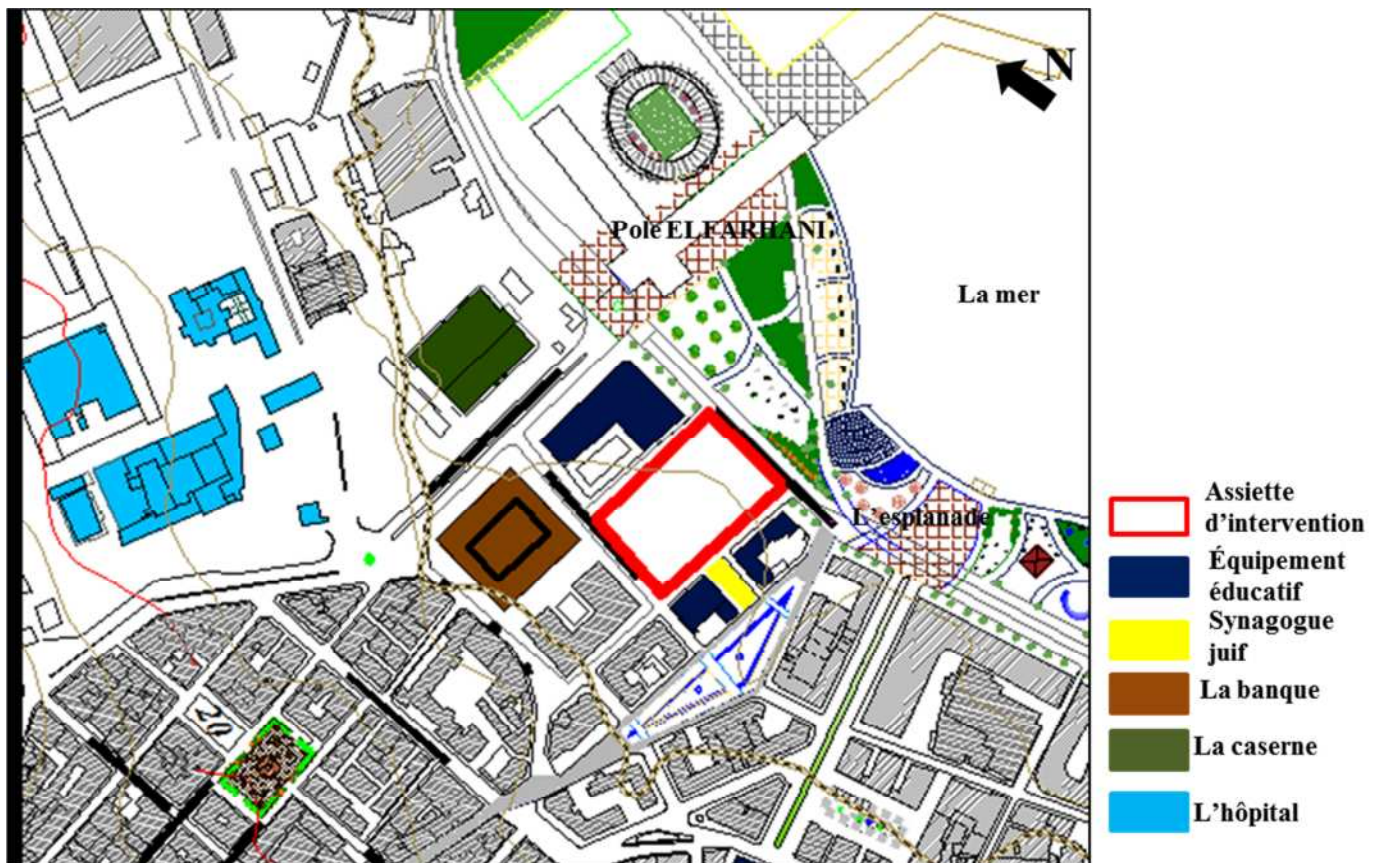 N
Pole ELFARHANI
La mer
L'esplanade
20
Assiette
d'intervention
Équipement
éducatif
Synagogue
juif
La banque
La caserne
L'hôpital